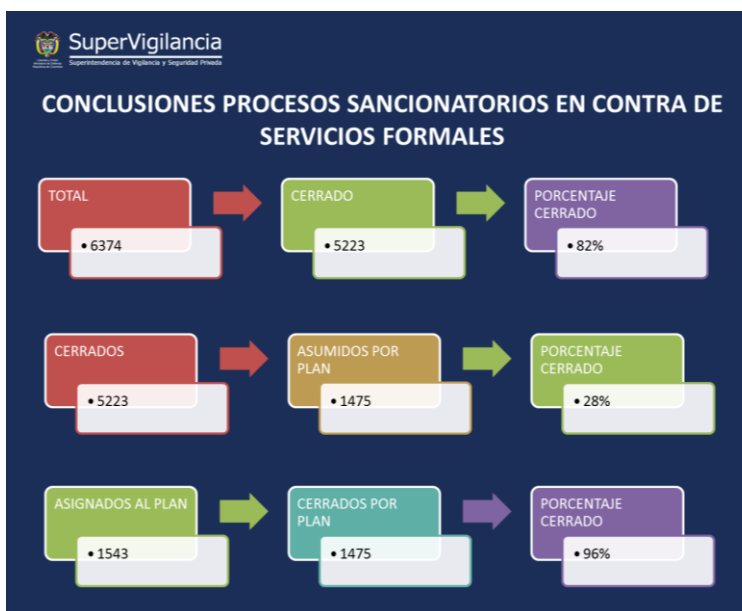 SuperVigilancia
Superintendencia de Vigilancia y Seguridad Privada
CONCLUSIONES PROCESOS SANCIONATORIOS EN CONTRA DE
SERVICIOS FORMALES
TOTAL
• 6374
CERRADO
• 5223
PORCENTAJE
CERRADO
• 82%
CERRADOS
• 5223
ASUMIDOS POR
PLAN
• 1475
PORCENTAJE
CERRADO
• 28%
ASIGNADOS AL PLAN
• 1543
CERRADOS POR
PLAN
• 1475
PORCENTAJE
CERRADO
• 96%